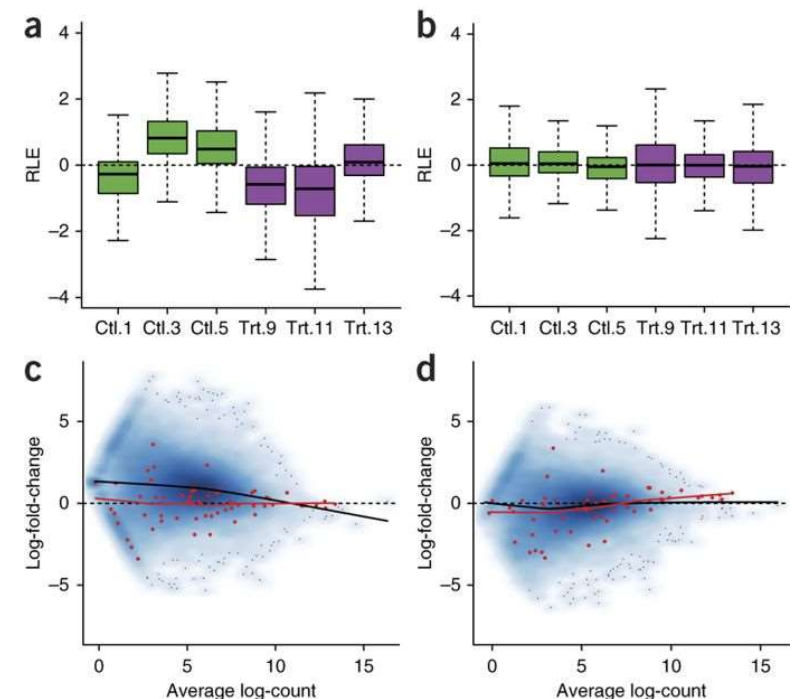 a
4
2
0
−2
−4
RLE
Ctl.1 Ctl.3 Ctl.5 Trt.9 Trt.11 Trt.13
b
4
2
0
−2
−4
RLE
Ctl.1 Ctl.3 Ctl.5 Trt.9 Trt.11 Trt.13
c
5
0
−5
Log-fold-change
0 5 10 15
Average log-count
d
5
0
−5
Log-fold-change
0 5 10 15
Average log-count